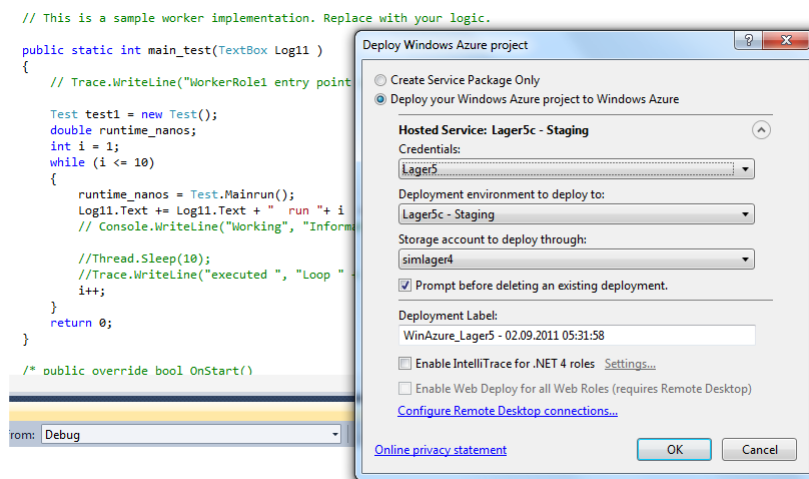 // This is a sample worker implementation. Replace with your logic.
public static int main_test(TextBox Log11 )
{
// Trace.WriteLine("WorkerRole1 entry point
Test test1 = new Test();
double runtime_nanos;
int i = 1;
while (i <= 10)
{
runtime_nanos = Test.Mainrun();
Log11.Text += Log11.Text + "  run "+ i
// Console.WriteLine("Working", "Informa
//Thread.Sleep(10);
//Trace.WriteLine("executed ", "Loop " +
i++;
}
return 0;
}
/* public override bool OnStart()
rom: Debug
Deploy Windows Azure project
Create Service Package Only
Deploy your Windows Azure project to Windows Azure
Hosted Service: Lager5c - Staging
Credentials:
Lager5
Deployment environment to deploy to:
Lager5c - Staging
Storage account to deploy through:
simlager4
Prompt before deleting an existing deployment.
Deployment Label:
WinAzure_Lager5 - 02.09.2011 05:31:58
Enable IntelliTrace for .NET 4 roles Settings...
Enable Web Deploy for all Web Roles (requires Remote Desktop)
Configure Remote Desktop connections...
Online privacy statement
OK
Cancel